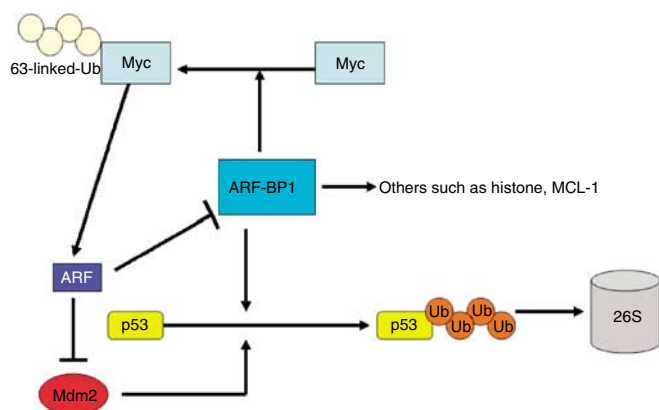 Myc
Myc
63-linked-Ub
ARF-BP1
Others such as histone, MCL-1
ARF
p53
p53
Ub
Ub
Ub
Ub
26S
Mdm2